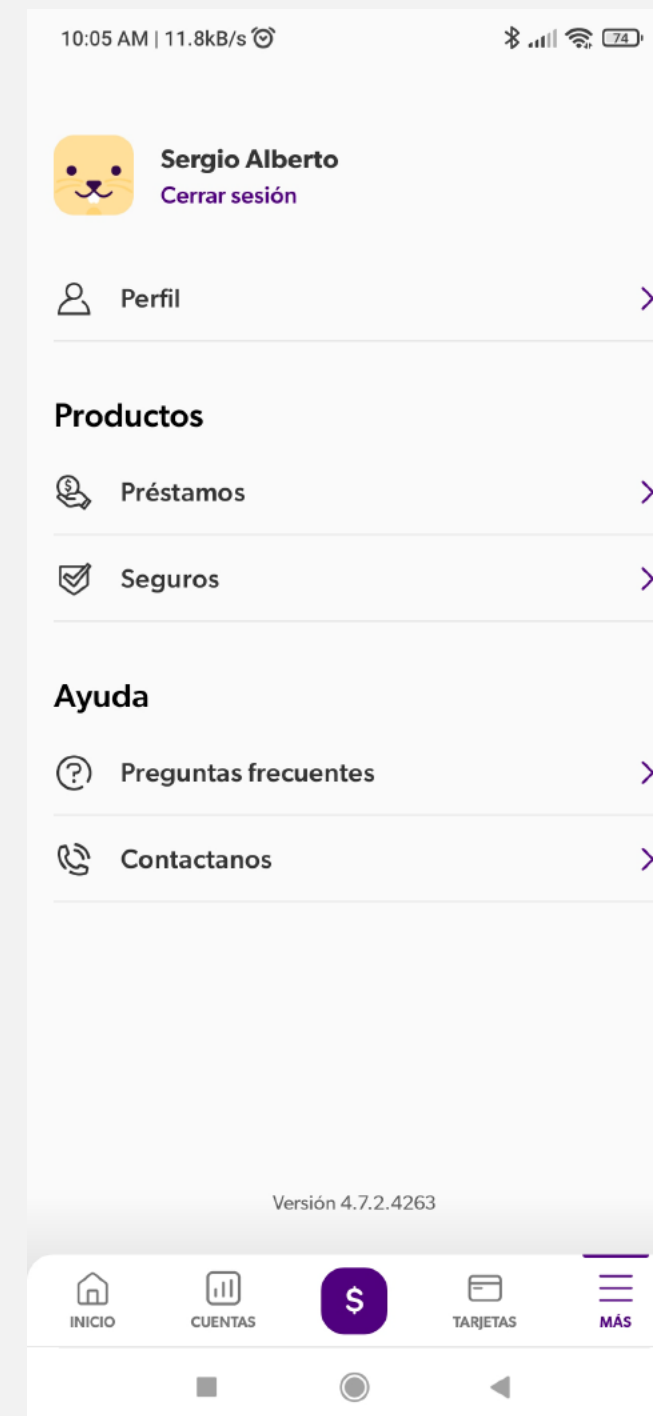 10:05 AM | 11.8kB/s
74
Sergio Alberto
Cerrar sesión
Perfil
Productos
Préstamos
Seguros
Ayuda
Preguntas frecuentes
Contactanos
Versión 4.7.2.4263
$
INICIO CUENTAS TARJETAS MÁS